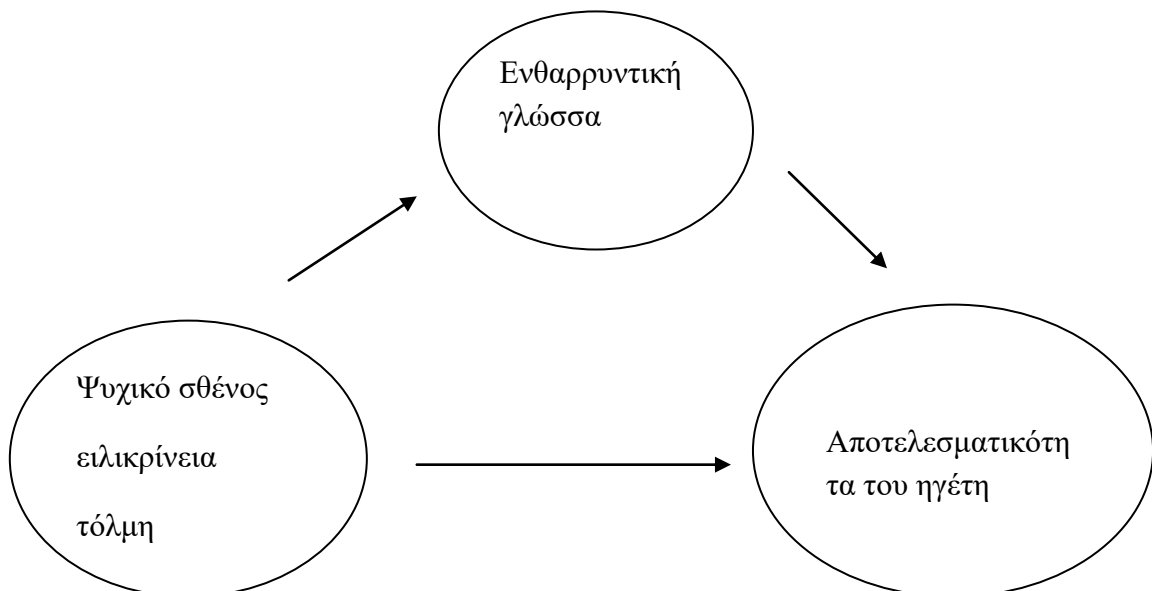 Ενθαρρυντική
γλώσσα
Ψυχικό σθένος
ειλικρίνεια
τόλμη
Αποτελεσματικότη
τα του ηγέτη